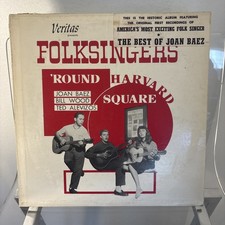 Veritas
THIS IS THE HISTORIC ALBUM FEATURING
THE ORIGINAL FIRST RECORDINGS OF
AMERICA'S MOST EXCITING FOLK SINGER
THE BEST OF JOAN BAEZ
FOLKSINGERS
'ROUND HARVARD
SQUARE
JOAN BAEZ
BILL WOOD
TED ALEVIZOS